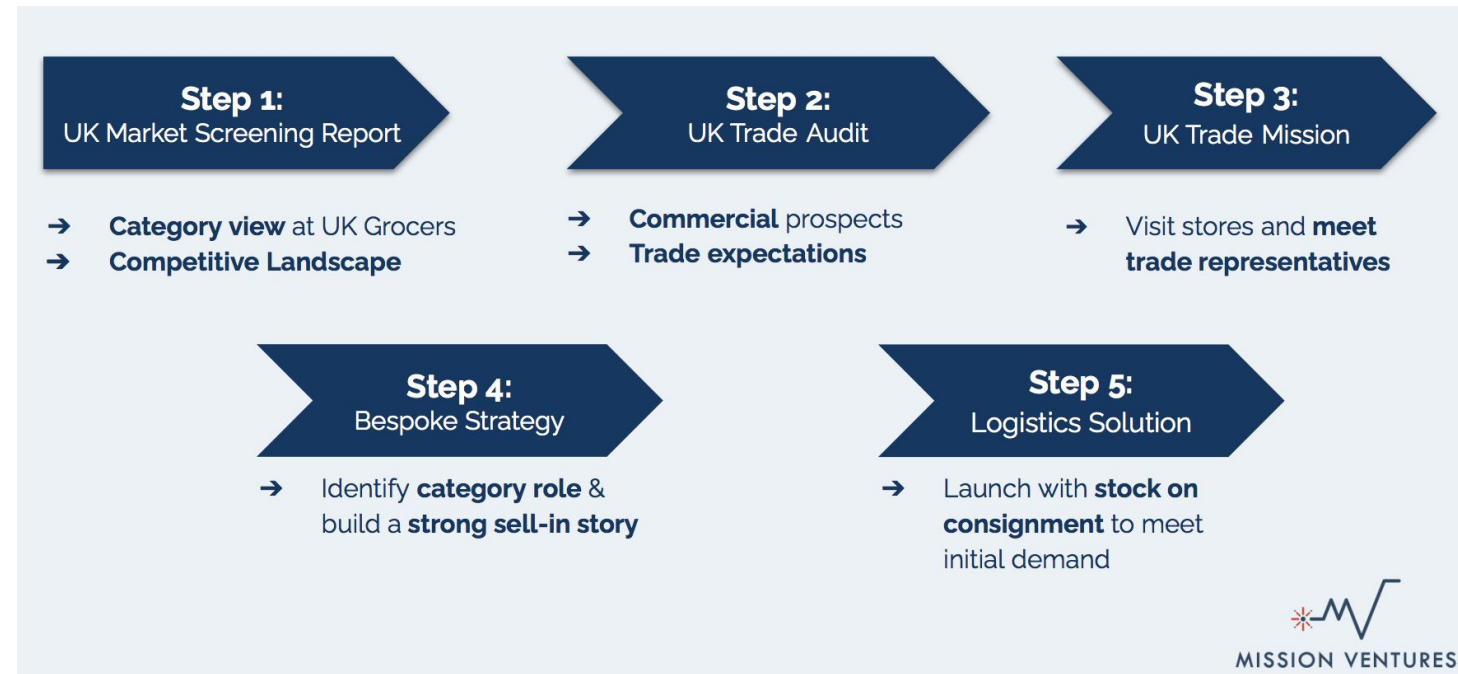 Step 1:
UK Market Screening Report
➔ Category view at UK Grocers
➔ Competitive Landscape
Step 2:
UK Trade Audit
➔ Commercial prospects
➔ Trade expectations
Step 3:
UK Trade Mission
➔ Visit stores and meet
trade representatives
Step 4:
Bespoke Strategy
➔ Identify category role &
build a strong sell-in story
Step 5:
Logistics Solution
➔ Launch with stock on
consignment to meet
initial demand
MISSION VENTURES